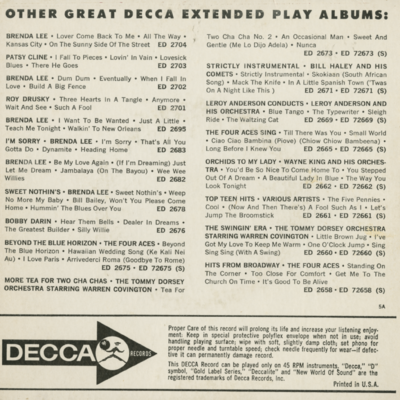 OTHER GREAT DECCA EXTENDED PLAY ALBUMS:
BRENDA LEE • Lover Come Back To Me • All the Way •
Kansas City • On The Sunny Side Of The Street ED 2704
PATSY CLINE • I Fall To Pieces • Lovin' In Vain • Lovesick
Blues • There He Goes ED 2703
BRENDA LEE • Dum Dum • Eventually • When I Fall In
Love • Build A Big Fence ED 2702
ROY DRUSKY • Three Hearts In A Tangle • Anymore •
Wait And See • Such A Fool ED 2701
BRENDA LEE • I Want To Be Wanted • Just A Little •
Teach Me Tonight • Walkin' To New Orleans ED 2695
I'M SORRY • BRENDA LEE • I'm Sorry • That's All You
Gotta Do • Dynamite • Heading Home ED 2683
BRENDA LEE • Be My Love Again • (If I'm Dreaming) Just
Let Me Dream • Jambalaya (On The Bayou) • Wee Wee
Willies ED 2682
SWEET NOTHIN'S • BRENDA LEE • Sweet Nothin's • Weep
No More My Baby • Bill Bailey, Won't You Please Come
Home • Hummin' The Blues Over You ED 2678
BOBBY DARIN • Hear Them Bells • Dealer In Dreams •
The Greatest Builder • Silly Willie ED 2676
BEYOND THE BLUE HORIZON • THE FOUR ACES • Beyond
The Blue Horizon • Hawaiian Wedding Song (Ke Kali Nei
Au) • I Love Paris • Arrivederci Roma (Goodbye To Rome)
ED 2675 • ED 72675 (S)
MORE TEA FOR TWO CHA CHAS • THE TOMMY DORSEY
ORCHESTRA STARRING WARREN COVINGTON • Tea For
Two Cha Cha No. 2 • An Occasional Man • Sweet And
Gentle (Me Lo Dijo Adela) • Nunca
ED 2673 • ED 72673 (S)
STRICTLY INSTRUMENTAL • BILL HALEY AND HIS
COMETS • Strictly Instrumental • Skokiaan (South African
Song) • Mack The Knife • In A Little Spanish Town ('Twas
On A Night Like This) ED 2671 • ED 72671 (S)
LEROY ANDERSON CONDUCTS • LEROY ANDERSON AND
HIS ORCHESTRA • Blue Tango • The Typewriter • Sleigh
Ride • The Waltzing Cat ED 2669 • ED 72669 (S)
THE FOUR ACES SING • Till There Was You • Small World
• Ciao Ciao Bambina (Piove) (Chiow Chiow Bambeena) •
Long Before I Knew You ED 2665 • ED 72665 (S)
ORCHIDS TO MY LADY • WAYNE KING AND HIS ORCHES-
TRA • You'd Be So Nice To Come Home To • You Stepped
Out Of A Dream • A Beautiful Lady In Blue • The Way You
Look Tonight ED 2662 • ED 72662 (S)
TOP TEEN HITS • VARIOUS ARTISTS • The Five Pennies •
Cool • (Now And Then There's) A Fool Such As I • Let's
Jump The Broomstick ED 2661 • ED 72661 (S)
THE SWINGIN' ERA • THE TOMMY DORSEY ORCHESTRA
STARRING WARREN COVINGTON • Little Brown Jug • I've
Got My Love To Keep Me Warm • One O'Clock Jump • Sing
Sing Sing (With A Swing) ED 2660 • ED 72660 (S)
HITS FROM BROADWAY • THE FOUR ACES • Standing On
The Corner • Too Close For Comfort • Get Me To The
Church On Time • It's Good To Be Alive
ED 2658 • ED 72658 (S)
5A
DECCA RECORDS
Proper Care of this record will prolong its life and increase your listening enjoy-
ment. Keep in special protective polyflex envelope when not in use; avoid
handling playing surface; wipe with soft, slightly damp cloth; set phono for
proper needle and turntable speed; check needle frequently for wear—if defec-
tive it can permanently damage record.
This DECCA Record can be played only on 45 RPM instruments, "Decca," "D"
symbol, "Gold Label Series," "Deccalite" and "New World Of Sound" are the
registered trademarks of Decca Records, Inc.
Printed in U.S.A.